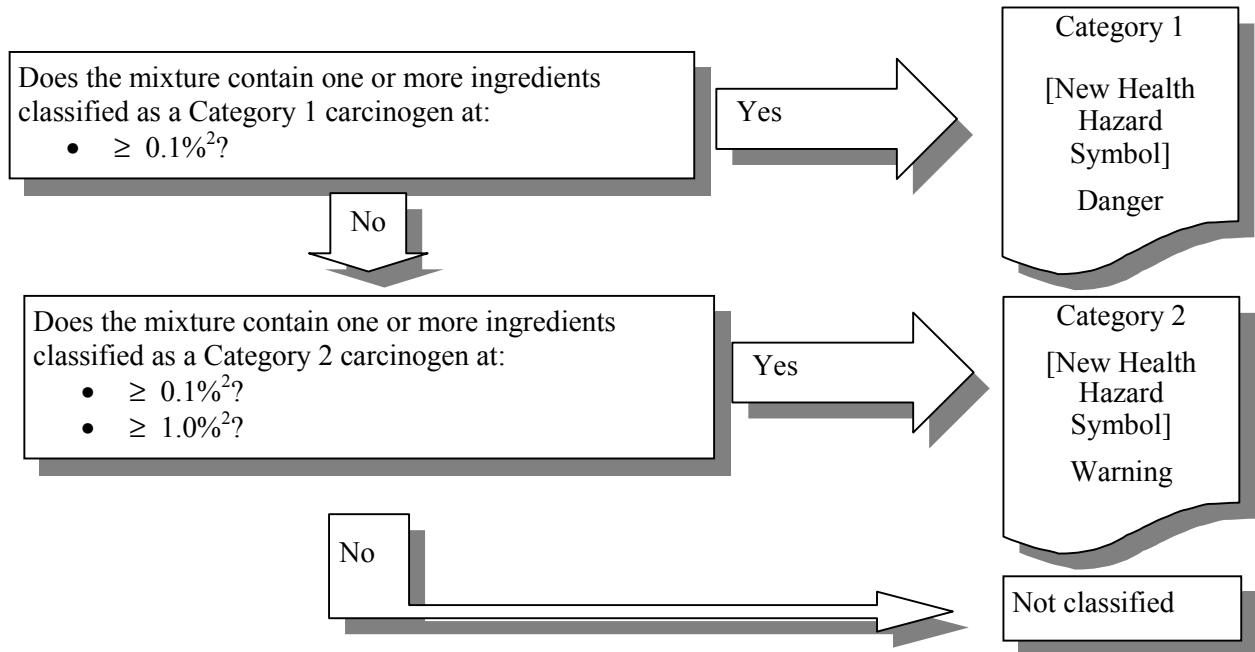 Does the mixture contain one or more ingredients
classified as a Category 1 carcinogen at:
• ≥ 0.1%²?
Yes
Category 1
[New Health
Hazard
Symbol]
Danger
No
Does the mixture contain one or more ingredients
classified as a Category 2 carcinogen at:
• ≥ 0.1%²?
• ≥ 1.0%²?
Yes
Category 2
[New Health
Hazard
Symbol]
Warning
No
Not classified